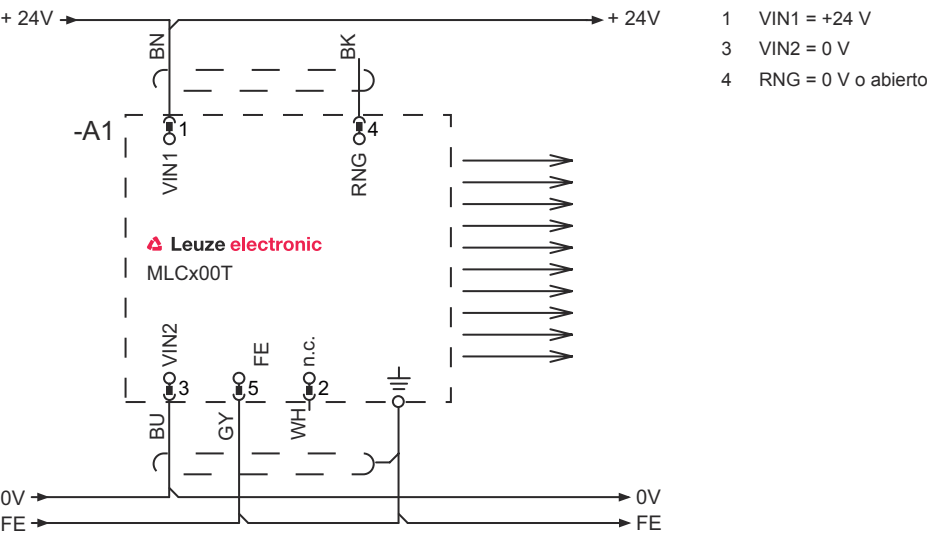 + 24V
+ 24V
1 VIN1 = +24 V
3 VIN2 = 0 V
4 RNG = 0 V o abierto
BN
BK
-A1
1
4
VIN1
RNG
Leuze electronic
MLCx00T
VIN2
FE
n.c.
3
5
2
BU
GY
WH
0V
0V
FE
FE